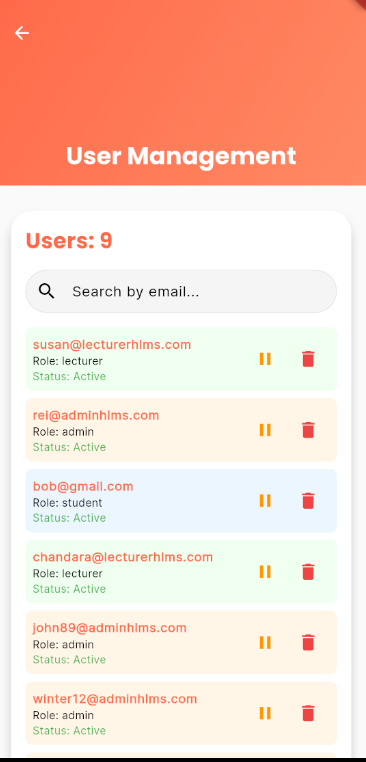 User Management
Users: 9
Search by email...
susan@lecturerhlms.com
Role: lecturer
Status: Active
rei@adminhlms.com
Role: admin
Status: Active
bob@gmail.com
Role: student
Status: Active
chandara@lecturerhlms.com
Role: lecturer
Status: Active
john89@adminhlms.com
Role: admin
Status: Active
winter12@adminhlms.com
Role: admin
Status: Active